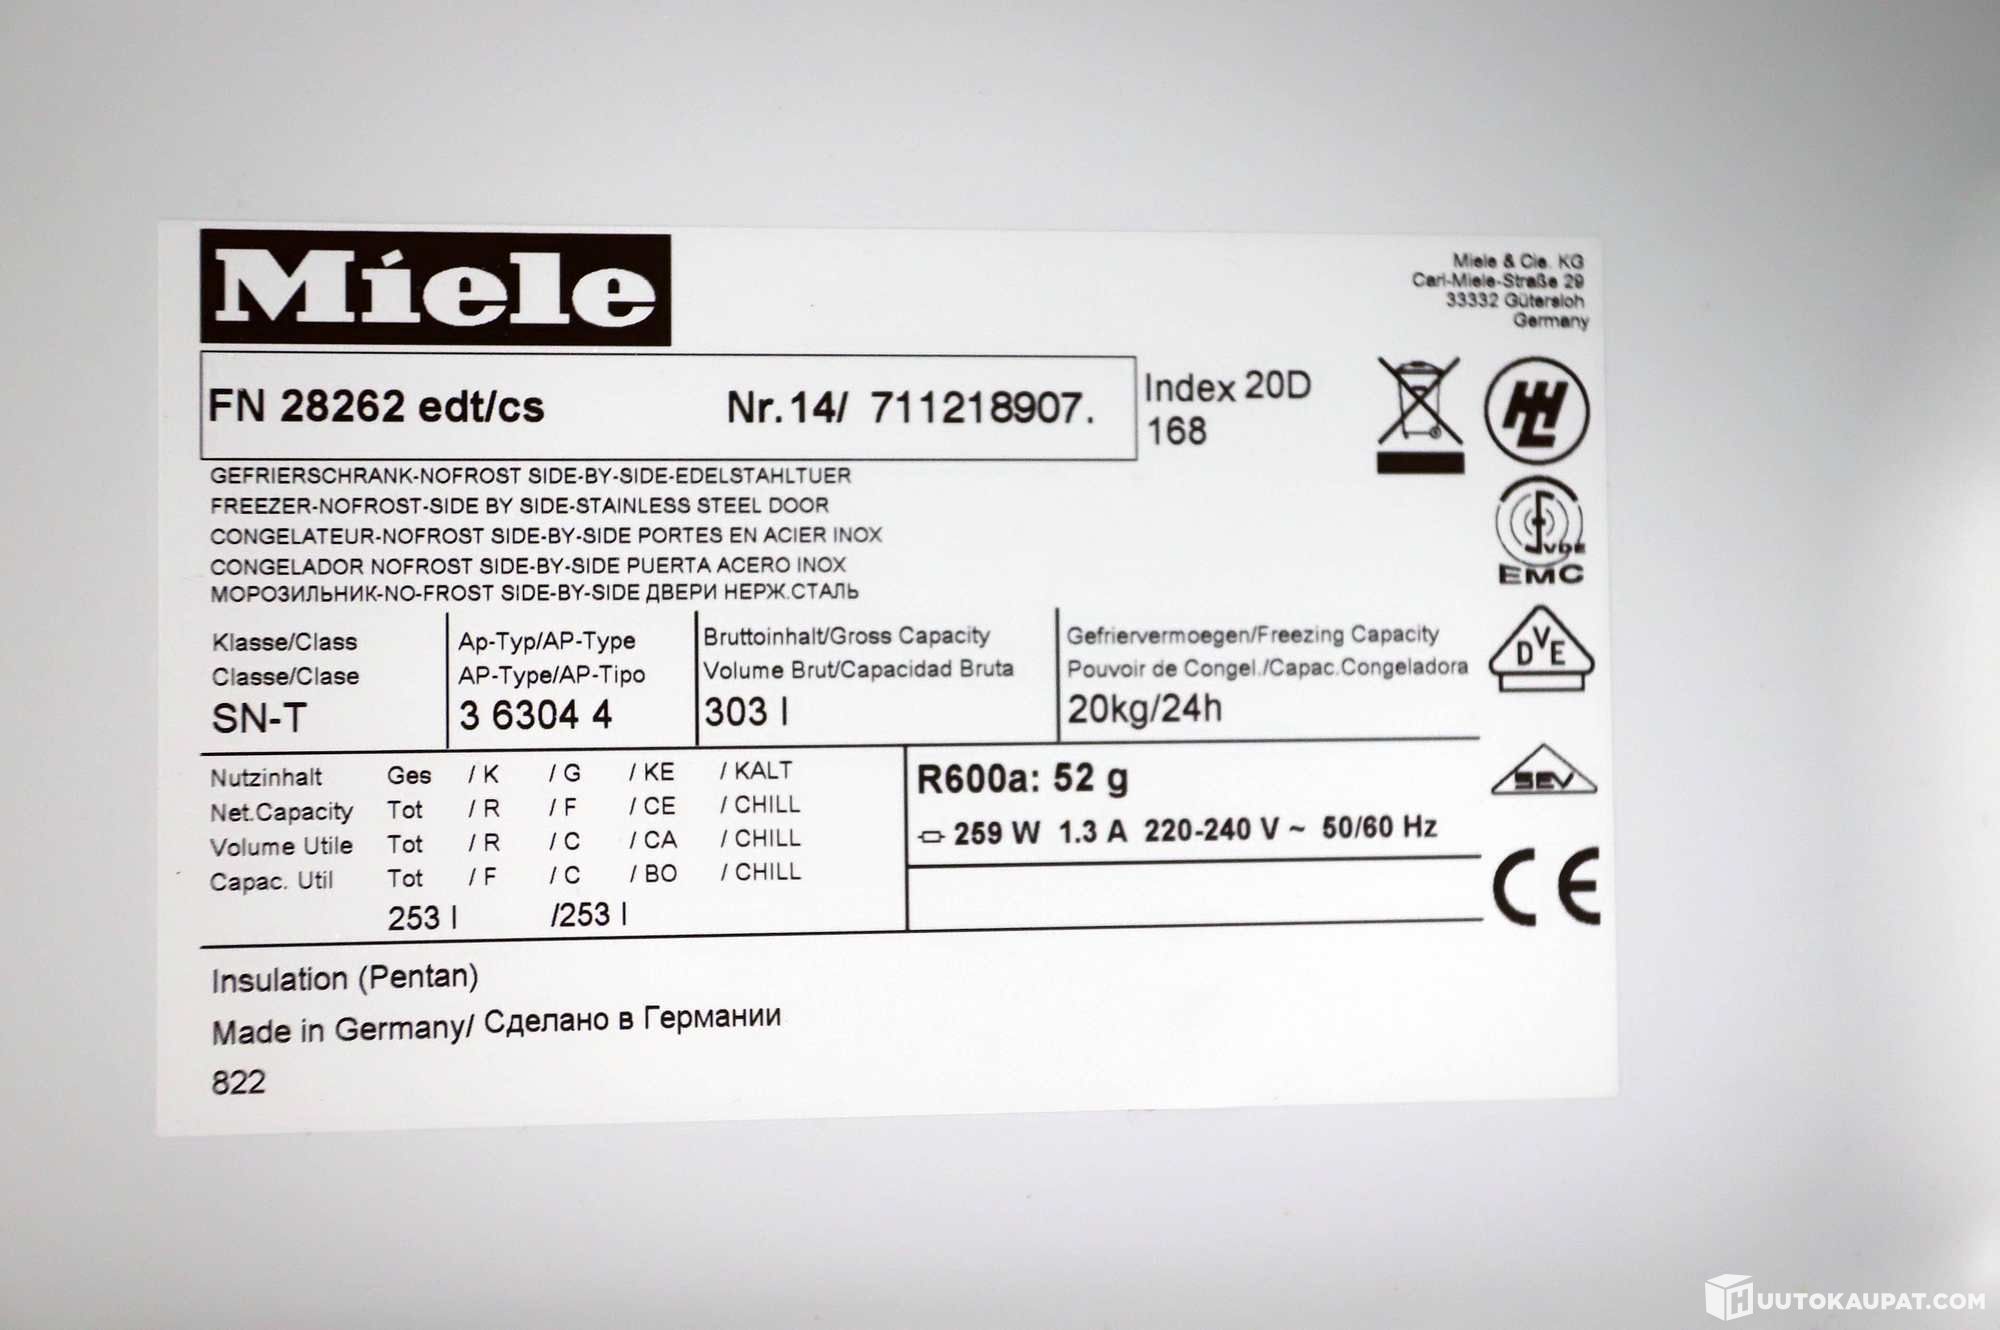 Miele
Miele & Cie. KG
Carl-Miele-Straße 29
33332 Gütersloh
Germany
FN 28262 edt/cs Nr.14/ 711218907.
Index 20D
168
GEFRIERSCHRANK-NOFROST SIDE-BY-SIDE-EDELSTAHLTUER
FREEZER-NOFROST-SIDE BY SIDE-STAINLESS STEEL DOOR
CONGELATEUR-NOFROST SIDE-BY-SIDE PORTES EN ACIER INOX
CONGELADOR NOFROST SIDE-BY-SIDE PUERTA ACERO INOX
МОРОЗИЛЬНИК-NO-FROST SIDE-BY-SIDE ДВЕРИ НЕРЖ.СТАЛЬ
VDE
EMC
Klasse/Class
Classe/Clase
SN-T
Ap-Typ/AP-Type
AP-Type/AP-Tipo
3 6304 4
Bruttoinhalt/Gross Capacity
Volume Brut/Capacidad Bruta
303 l
Gefriervermoegen/Freezing Capacity
Pouvoir de Congel./Capac.Congeladora
20kg/24h
DVE
Nutzinhalt Ges / K / G / KE / KALT
Net.Capacity Tot / R / F / CE / CHILL
Volume Utile Tot / R / C / CA / CHILL
Capac. Util Tot / F / C / BO / CHILL
253 l /253 l
R600a: 52 g
259 W 1.3 A 220-240 V ~ 50/60 Hz
SEV
CE
Insulation (Pentan)
Made in Germany/ Сделано в Германии
822
HUUTOKAUPAT.COM